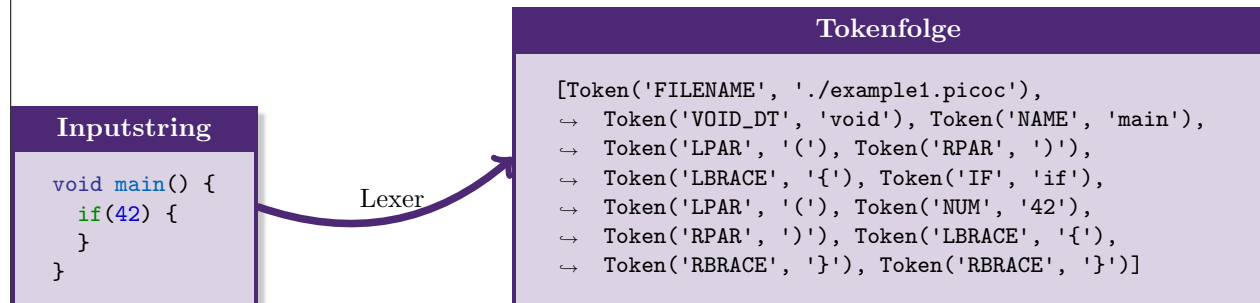 Inputstring
void main() {
  if(42) {
  }
}
Lexer
Tokenfolge
[Token('FILENAME', './example1.picoc'),
↪ Token('VOID_DT', 'void'), Token('NAME', 'main'),
↪ Token('LPAR', '('), Token('RPAR', ')'),
↪ Token('LBRACE', '{'), Token('IF', 'if'),
↪ Token('LPAR', '('), Token('NUM', '42'),
↪ Token('RPAR', ')'), Token('LBRACE', '{'),
↪ Token('RBRACE', '}'), Token('RBRACE', '}')]